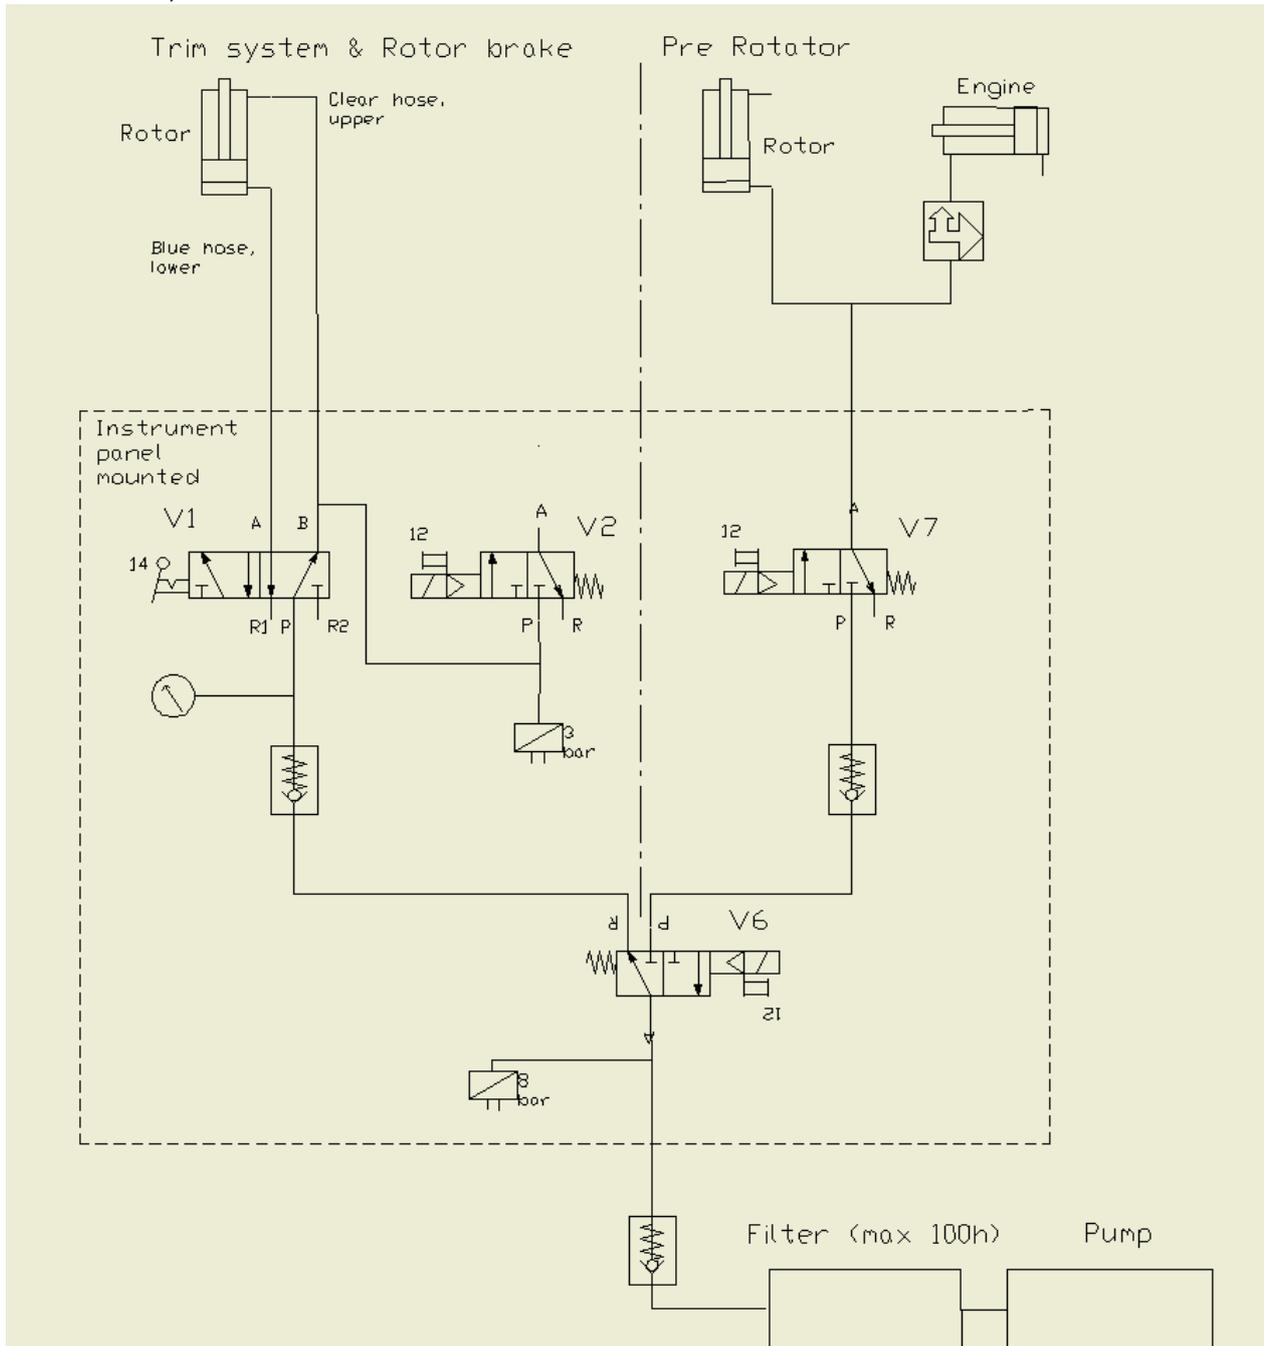 Trim system & Rotor brake
Pre Rotator
Engine
Clear hose,
upper
Rotor
Rotor
Blue hose,
lower
Instrument
panel
mounted
V1
A
B
14
R1
P
R2
12
A
V2
P
R
3
bar
12
A
V7
P
R
R
P
V6
12
A
8
bar
Filter (max 100h)
Pump